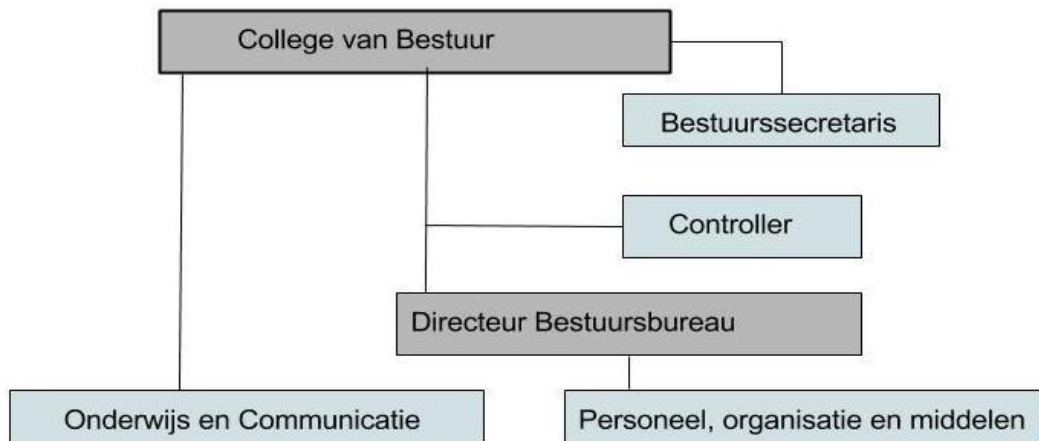 College van Bestuur
Bestuurssecretaris
Controller
Directeur Bestuursbureau
Onderwijs en Communicatie
Personeel, organisatie en middelen